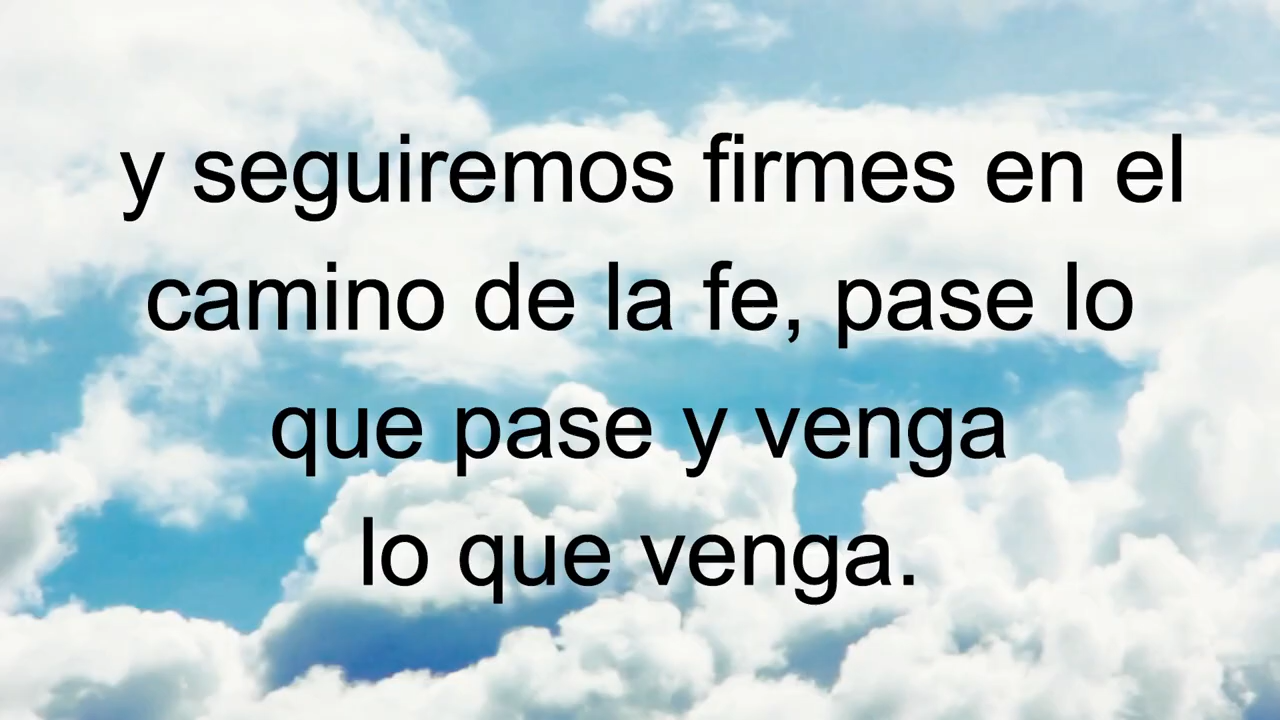 y seguiremos firmes en el
camino de la fe, pase lo
que pase y venga
lo que venga.